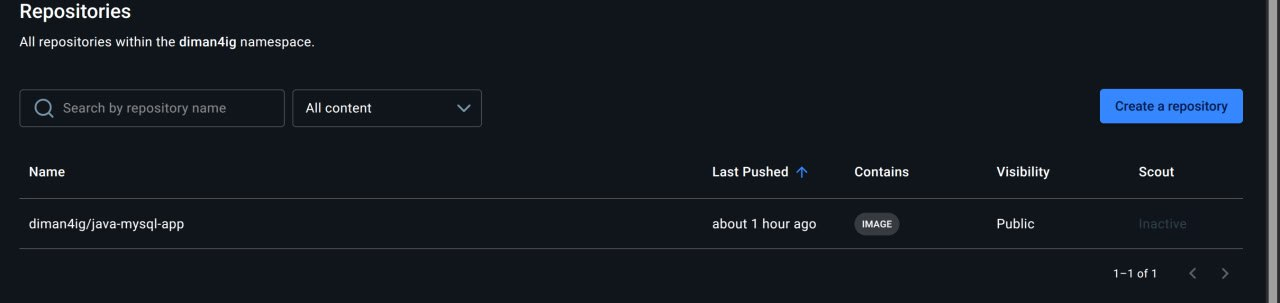 Repositories
All repositories within the diman4ig namespace.
Search by repository name
All content
Create a repository
Name Last Pushed Contains Visibility Scout
diman4ig/java-mysql-app about 1 hour ago IMAGE Public Inactive
1–1 of 1